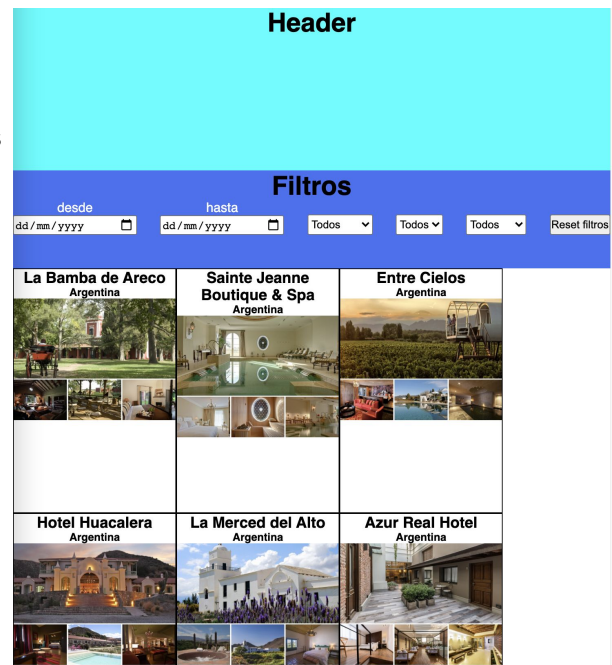 Header
Filtros
desde
hasta
dd/mm/yyyy
dd/mm/yyyy
Todos
Todos
Todos
Reset filtros
La Bamba de Areco
Argentina
Sainte Jeanne
Boutique & Spa
Argentina
Entre Cielos
Argentina
Hotel Huacalera
Argentina
La Merced del Alto
Argentina
Azur Real Hotel
Argentina